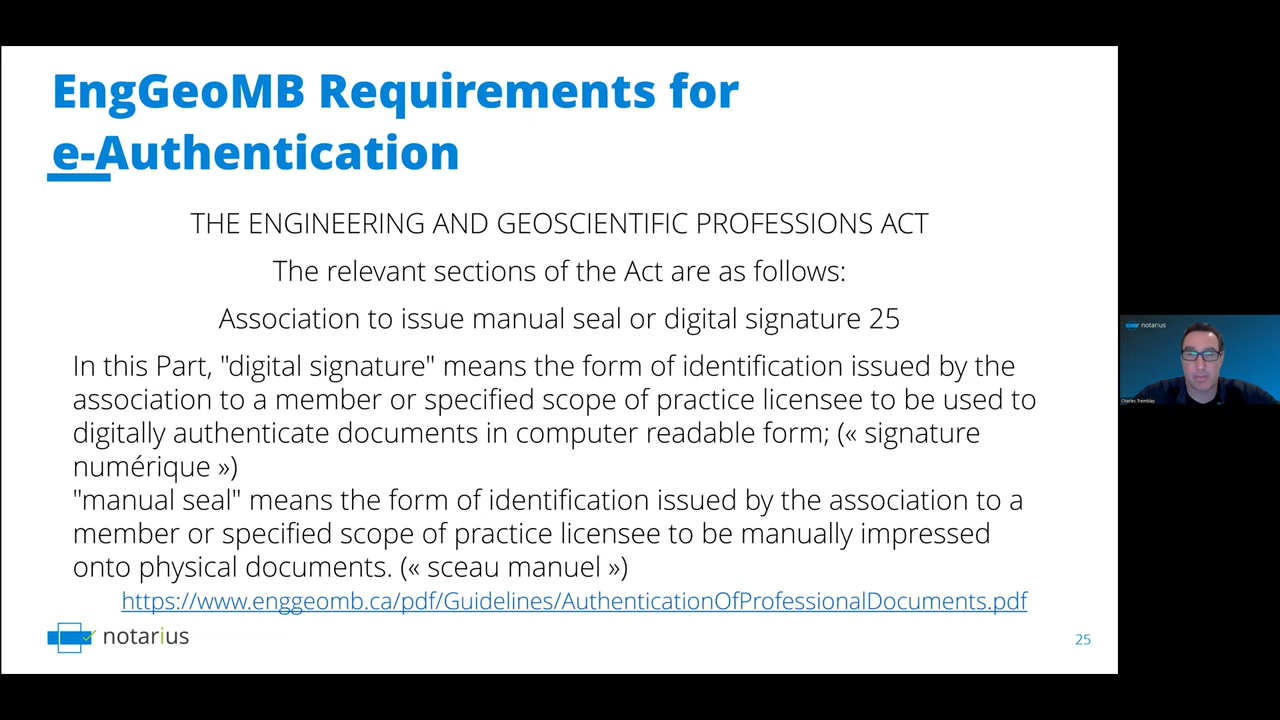 EngGeoMB Requirements for
e-Authentication
THE ENGINEERING AND GEOSCIENTIFIC PROFESSIONS ACT
The relevant sections of the Act are as follows:
Association to issue manual seal or digital signature 25
In this Part, "digital signature" means the form of identification issued by the
association to a member or specified scope of practice licensee to be used to
digitally authenticate documents in computer readable form; (« signature
numérique »)
"manual seal" means the form of identification issued by the association to a
member or specified scope of practice licensee to be manually impressed
onto physical documents. (« sceau manuel »)
https://www.enggeomb.ca/pdf/Guidelines/AuthenticationOfProfessionalDocuments.pdf
notarius
25
notarius
Charles Tremblay